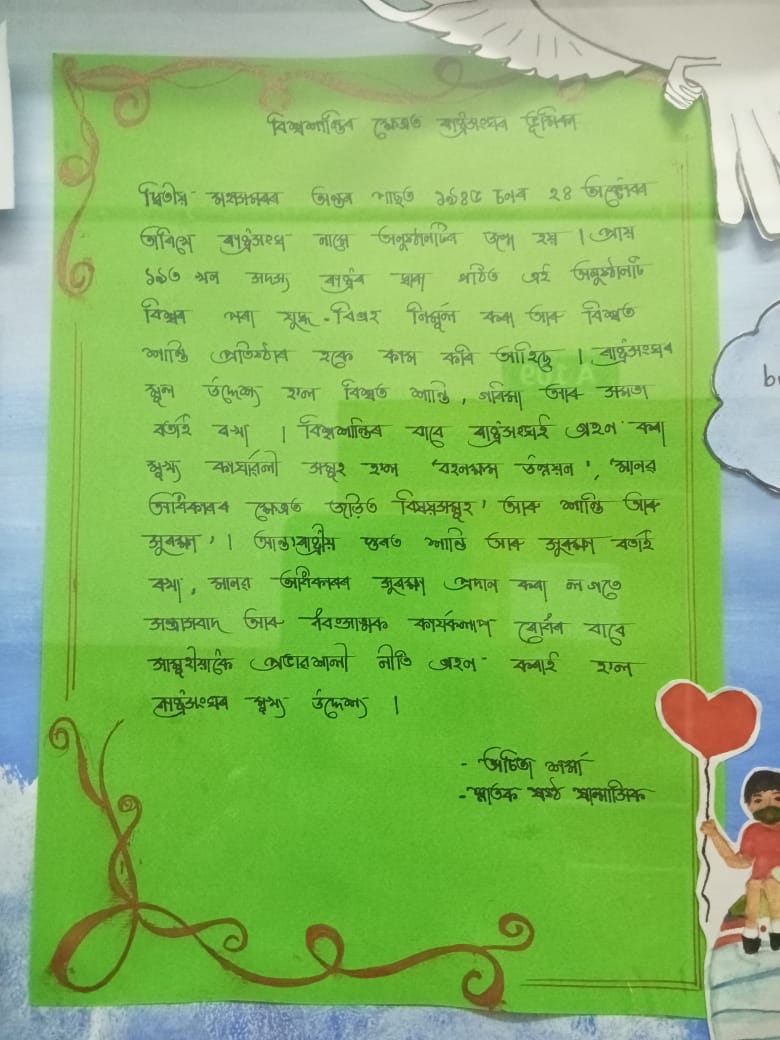 বিশ্বশান্তিৰ ক্ষেত্ৰত ৰাষ্ট্ৰসংঘৰ ভূমিকা
দ্বিতীয় মহাসমৰৰ অন্তৰ পাছত ১৯৪৫ চনৰ ২৪ অক্টোবৰৰ
তাৰিখে ৰাষ্ট্ৰসংঘ নামে অনুষ্ঠানটিৰ জন্ম হয় । প্ৰায়
১৯৩ খন সদস্য ৰাষ্ট্ৰৰ দ্বাৰা গঠিত এই অনুষ্ঠানটি
বিশ্বৰ পৰা যুদ্ধ-বিগ্ৰহ নিৰ্মূল কৰা আৰু বিশ্বত
শান্তি প্ৰতিষ্ঠাৰ হকে কাম কৰি আহিছে । ৰাষ্ট্ৰসংঘৰ
মূল উদ্দেশ্য হ'ল বিশ্বত শান্তি, গৰিমা আৰু সমতা
বৰ্তাই ৰখা । বিশ্বশান্তিৰ বাবে ৰাষ্ট্ৰসংঘই গ্ৰহণ কৰা
মুখ্য কাৰ্যাৱলী সমূহ হ'ল 'বহনক্ষম উন্নয়ন', 'মানৱ
অধিকাৰৰ ক্ষেত্ৰত জড়িত বিষয়সমূহ' আৰু শান্তি আৰু
সুৰক্ষা' । আন্তঃৰাষ্ট্ৰীয় স্তৰত শান্তি আৰু সুৰক্ষা বৰ্তাই
ৰখা, মানৱ অধিকাৰৰ সুৰক্ষা প্ৰদান কৰা লগতে
সন্ত্ৰাসবাদ আৰু ধ্বংসাত্মক কাৰ্যকলাপ ৰোধৰ বাবে
সামূহীয়াকৈ প্ৰভাৱশালী নীতি গ্ৰহণ কৰাই হ'ল
ৰাষ্ট্ৰসংঘৰ মুখ্য উদ্দেশ্য ।
- শৰ্মা
- স্নাতক ষষ্ঠ ষান্মাসিক